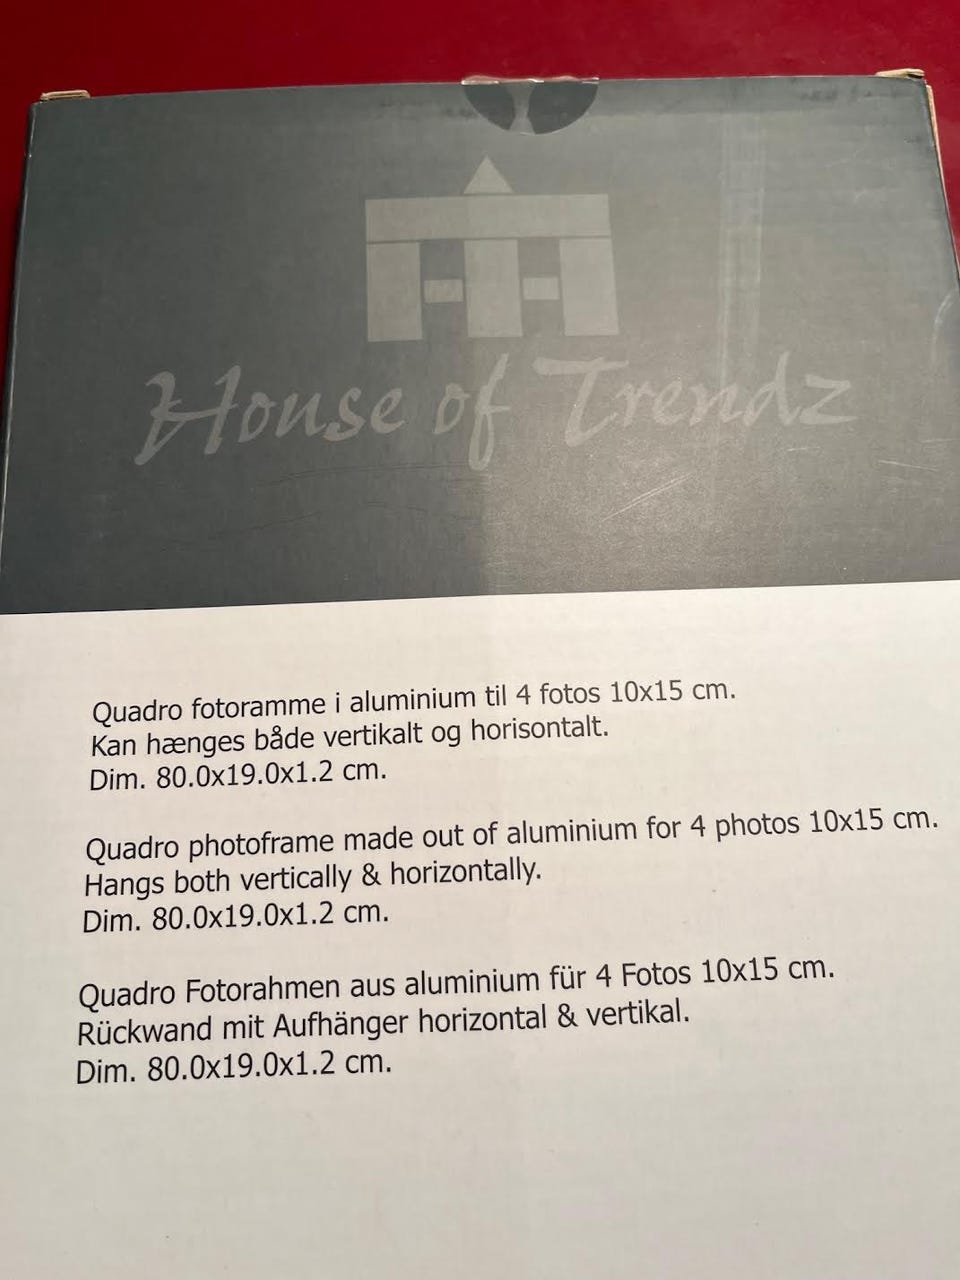 House of Trendz
Quadro fotoramme i aluminium til 4 fotos 10x15 cm.
Kan hænges både vertikalt og horisontalt.
Dim. 80.0x19.0x1.2 cm.
Quadro photoframe made out of aluminium for 4 photos 10x15 cm.
Hangs both vertically & horizontally.
Dim. 80.0x19.0x1.2 cm.
Quadro Fotorahmen aus aluminium für 4 Fotos 10x15 cm.
Rückwand mit Aufhänger horizontal & vertikal.
Dim. 80.0x19.0x1.2 cm.